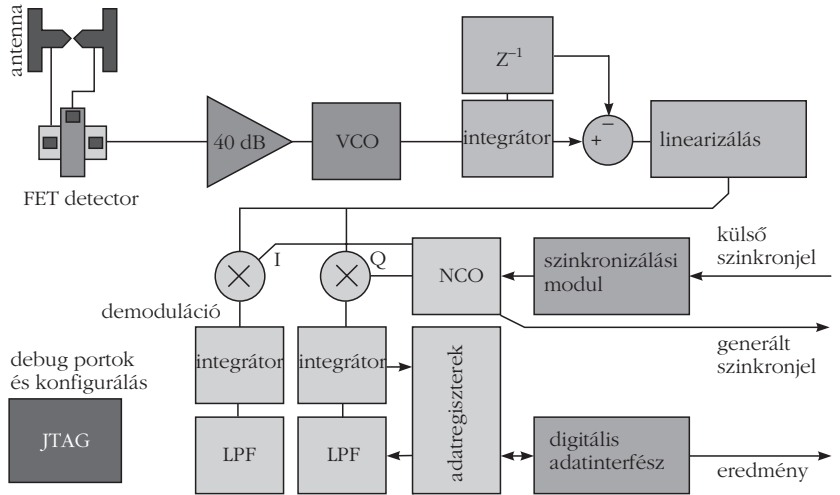 antenna
FET detector
40 dB
VCO
Z⁻¹
integrátor
+
−
linearizálás
I
Q
demoduláció
NCO
szinkronizálási
modul
külső
szinkronjel
generált
szinkronjel
integrátor
integrátor
LPF
LPF
adatregiszterek
digitális
adatinterfész
eredmény
debug portok
és konfigurálás
JTAG